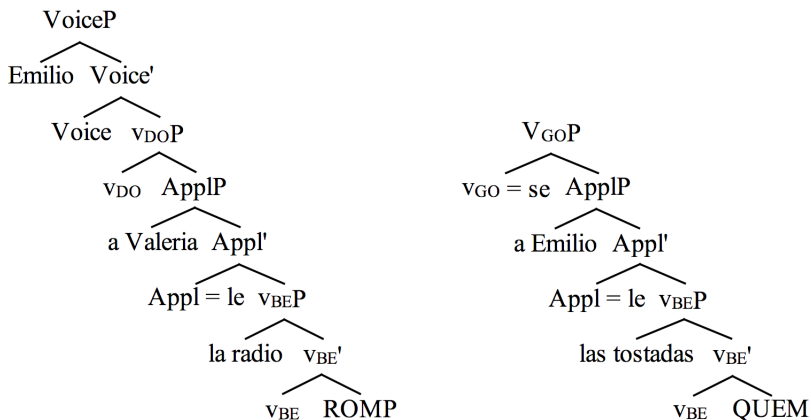 VoiceP
Emilio Voice'
Voice vDOP
VGOP
vDO ApplP
vGO = se ApplP
a Valeria Appl'
a Emilio Appl'
Appl = le vBEP
Appl = le vBEP
la radio vBE'
las tostadas vBE'
vBE ROMP
vBE QUEM